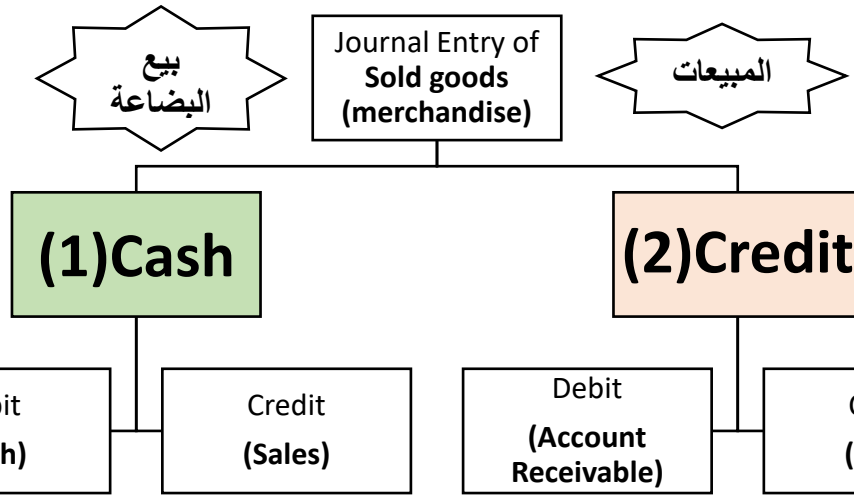 بيع
البضاعة
Journal Entry of
Sold goods
(merchandise)
المبيعات
(1)Cash
(2)Credit
Credit
(Sales)
Debit
(Account
Receivable)